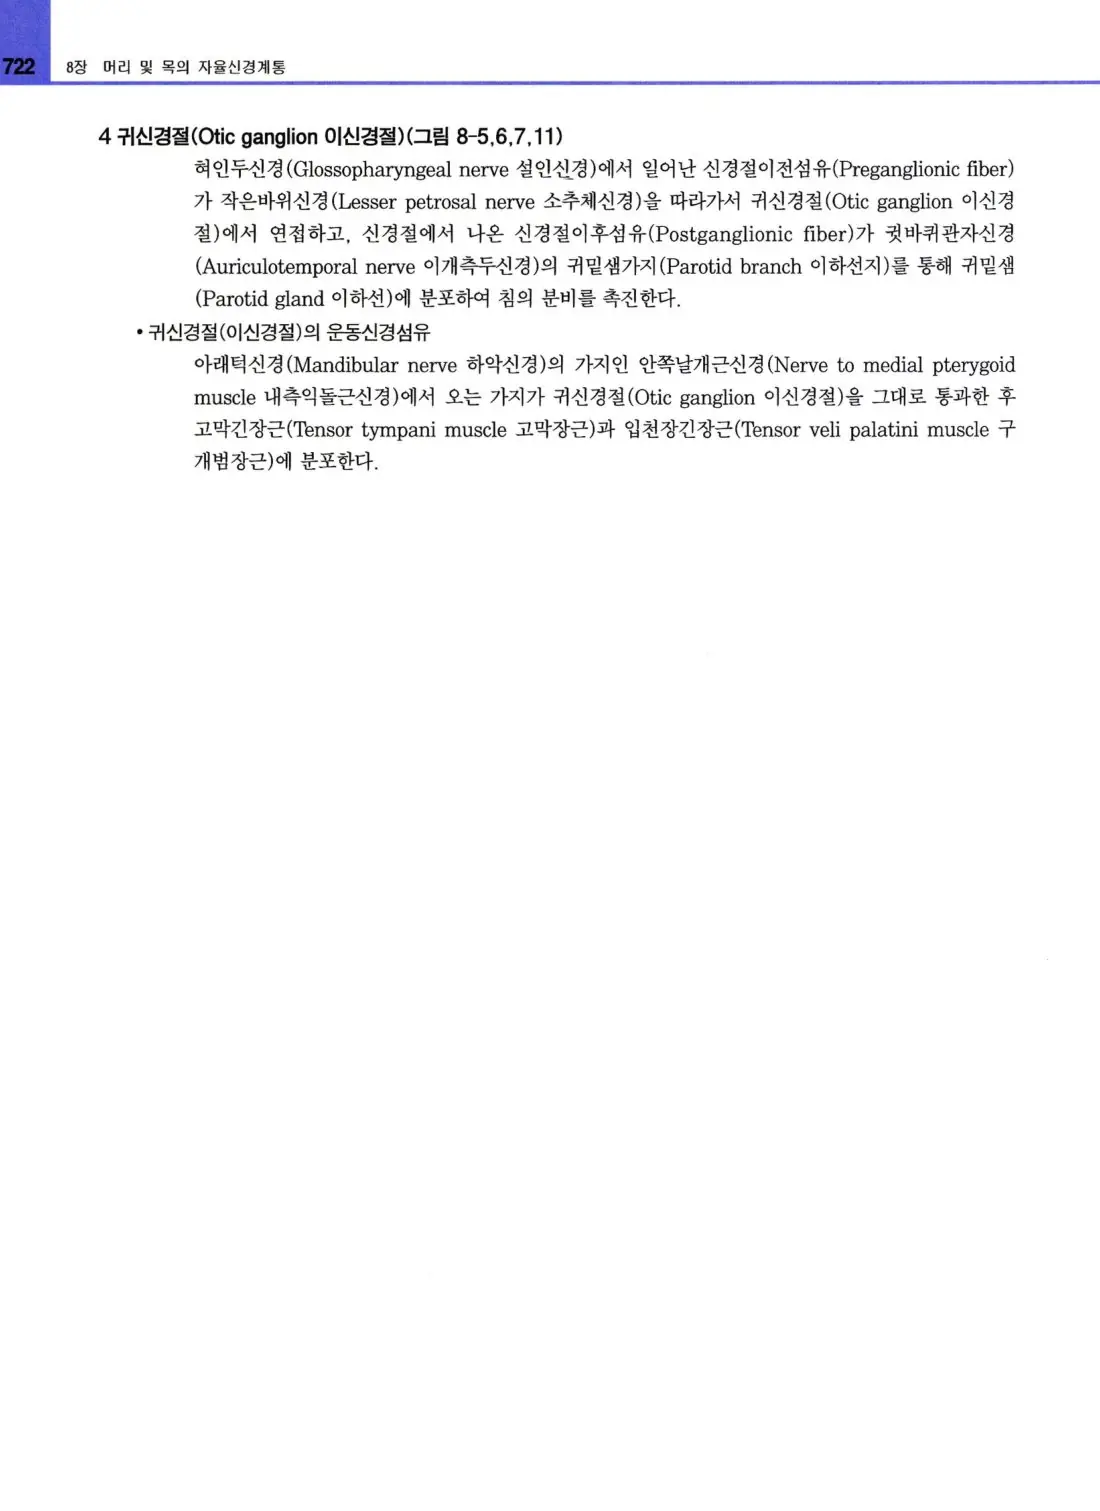 722
8장 머리 및 목의 자율신경계통
4 귀신경절(Otic ganglion 이신경절)(그림 8-5,6,7,11)
혀인두신경(Glossopharyngeal nerve 설인신경)에서 일어난 신경절이전섬유(Preganglionic fiber)
가 작은바위신경(Lesser petrosal nerve 소추체신경)을 따라가서 귀신경절(Otic ganglion 이신경
절)에서 연접하고, 신경절에서 나온 신경절이후섬유(Postganglionic fiber)가 귓바퀴관자신경
(Auriculotemporal nerve 이개측두신경)의 귀밑샘가지(Parotid branch 이하선지)를 통해 귀밑샘
(Parotid gland 이하선)에 분포하여 침의 분비를 촉진한다.
• 귀신경절(이신경절)의 운동신경섬유
아래턱신경(Mandibular nerve 하악신경)의 가지인 안쪽날개근신경(Nerve to medial pterygoid
muscle 내측익돌근신경)에서 오는 가지가 귀신경절(Otic ganglion 이신경절)을 그대로 통과한 후
고막긴장근(Tensor tympani muscle 고막장근)과 입천장긴장근(Tensor veli palatini muscle 구
개범장근)에 분포한다.